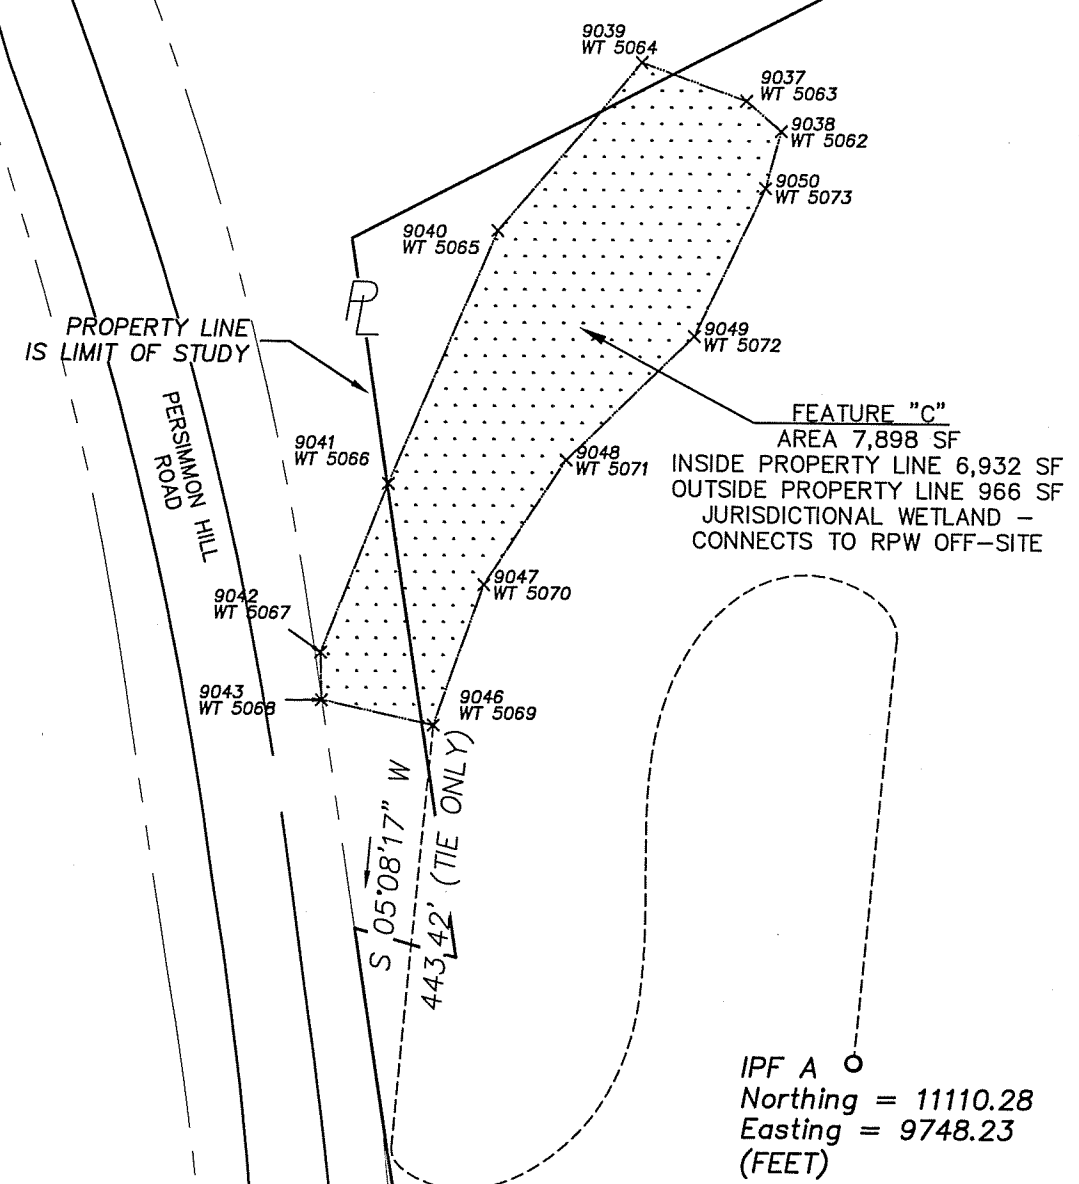 9039
WT 5064
9037
WT 5063
9038
WT 5062
9050
WT 5073
9040
WT 5065
PL
PROPERTY LINE
IS LIMIT OF STUDY
9049
WT 5072
PERSIMMON HILL
ROAD
FEATURE "C"
AREA 7,898 SF
INSIDE PROPERTY LINE 6,932 SF
OUTSIDE PROPERTY LINE 966 SF
JURISDICTIONAL WETLAND –
CONNECTS TO RPW OFF–SITE
9041
WT 5066
9048
WT 5071
9047
WT 5070
9042
WT 5067
9043
WT 5068
9046
WT 5069
S 05°08'17" W
443.42' (TIE ONLY)
IPF A
Northing = 11110.28
Easting = 9748.23
(FEET)